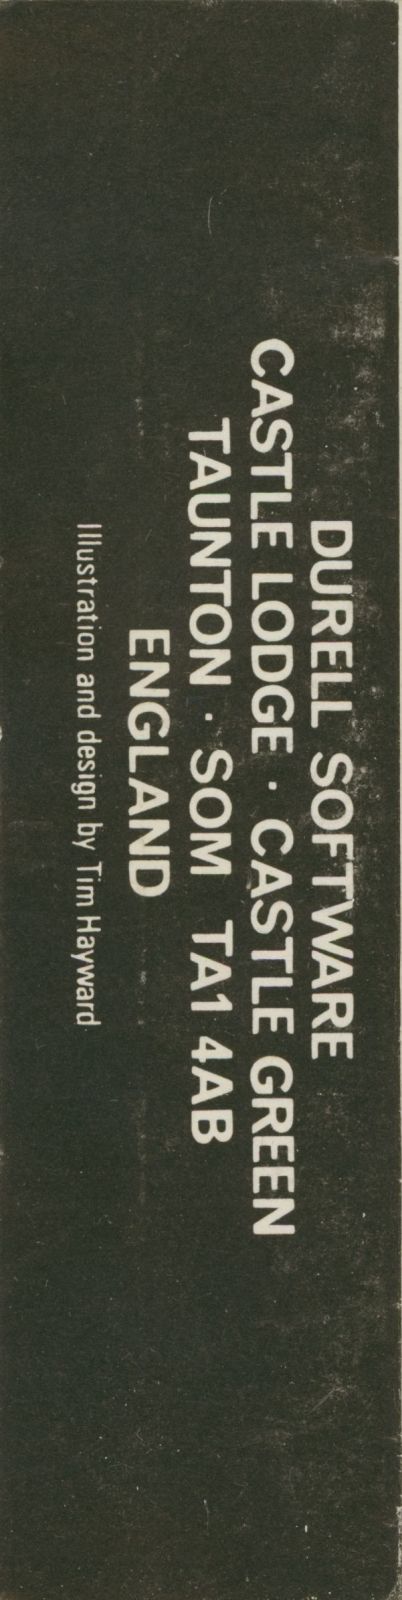 DURELL SOFTWARE
CASTLE LODGE · CASTLE GREEN
TAUNTON · SOM TA1 4AB
ENGLAND
Illustration and design by Tim Hayward